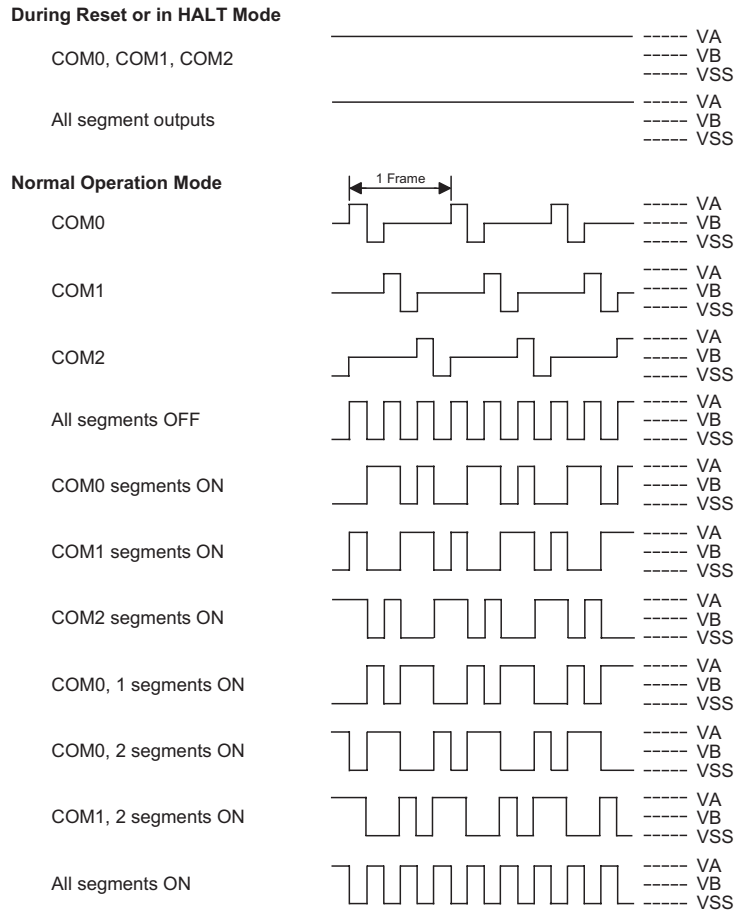 During Reset or in HALT Mode
COM0, COM1, COM2
VA
VB
VSS
All segment outputs
VA
VB
VSS
Normal Operation Mode
1 Frame
COM0
VA
VB
VSS
COM1
VA
VB
VSS
COM2
VA
VB
VSS
All segments OFF
VA
VB
VSS
COM0 segments ON
VA
VB
VSS
COM1 segments ON
VA
VB
VSS
COM2 segments ON
VA
VB
VSS
COM0, 1 segments ON
VA
VB
VSS
COM0, 2 segments ON
VA
VB
VSS
COM1, 2 segments ON
VA
VB
VSS
All segments ON
VA
VB
VSS